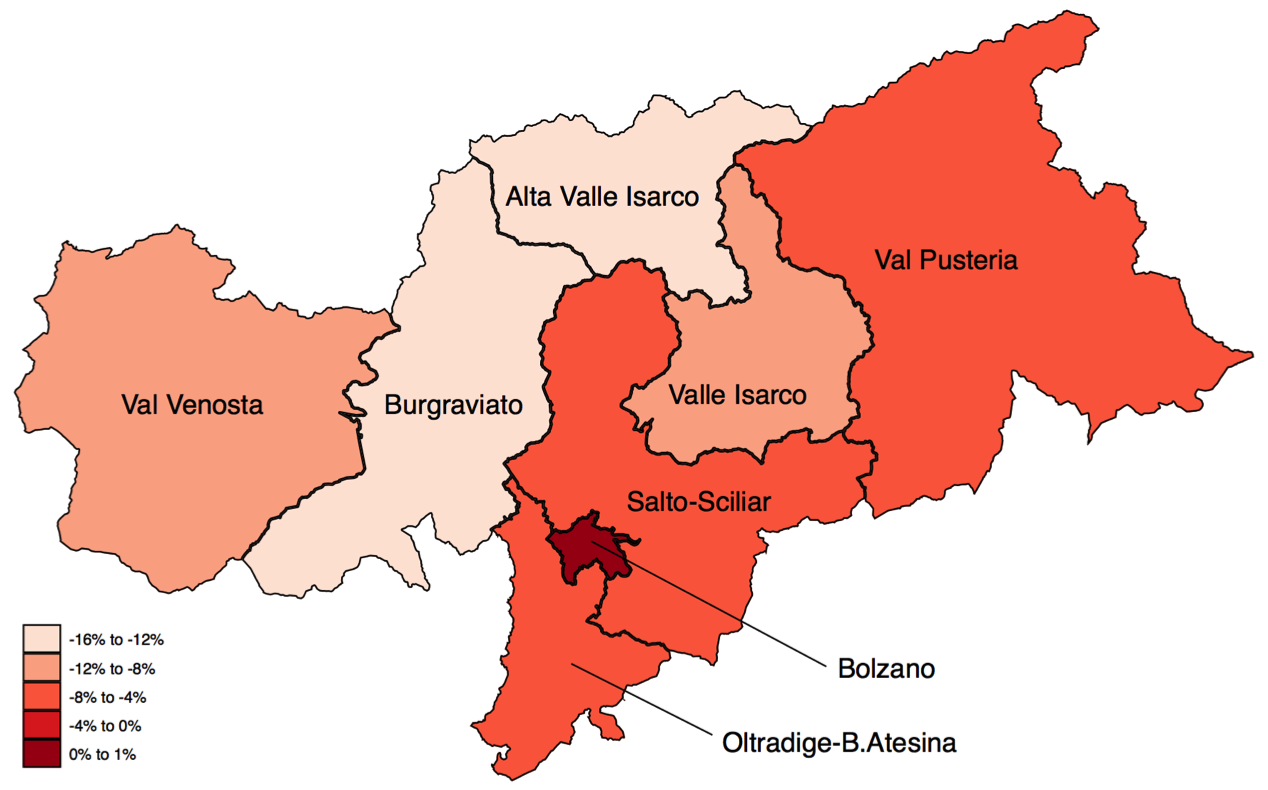 Alta Valle Isarco
Val Pusteria
Val Venosta
Burgraviato
Valle Isarco
Salto-Sciliar
Bolzano
Oltradige-B.Atesina
-16% to -12%
-12% to -8%
-8% to -4%
-4% to 0%
0% to 1%